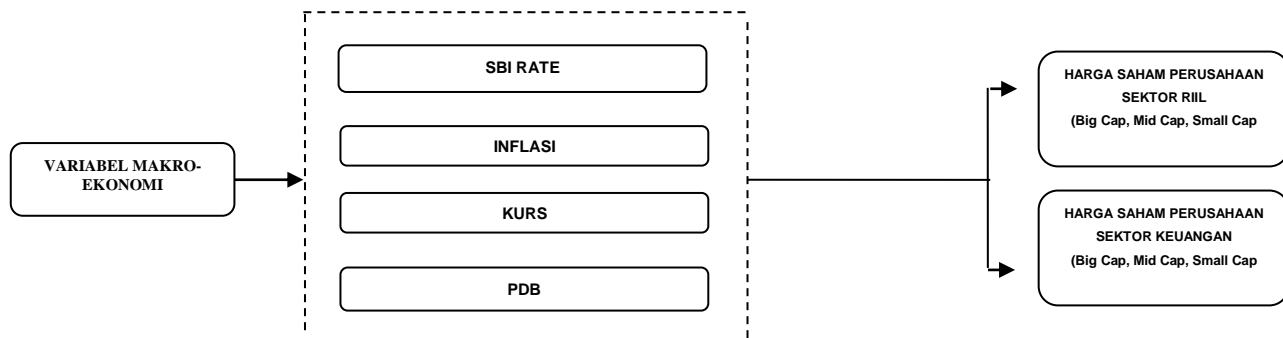 VARIABEL MAKRO-
EKONOMI
SBI RATE
INFLASI
KURS
PDB
HARGA SAHAM PERUSAHAAN
SEKTOR RIIL
(Big Cap, Mid Cap, Small Cap
HARGA SAHAM PERUSAHAAN
SEKTOR KEUANGAN
(Big Cap, Mid Cap, Small Cap